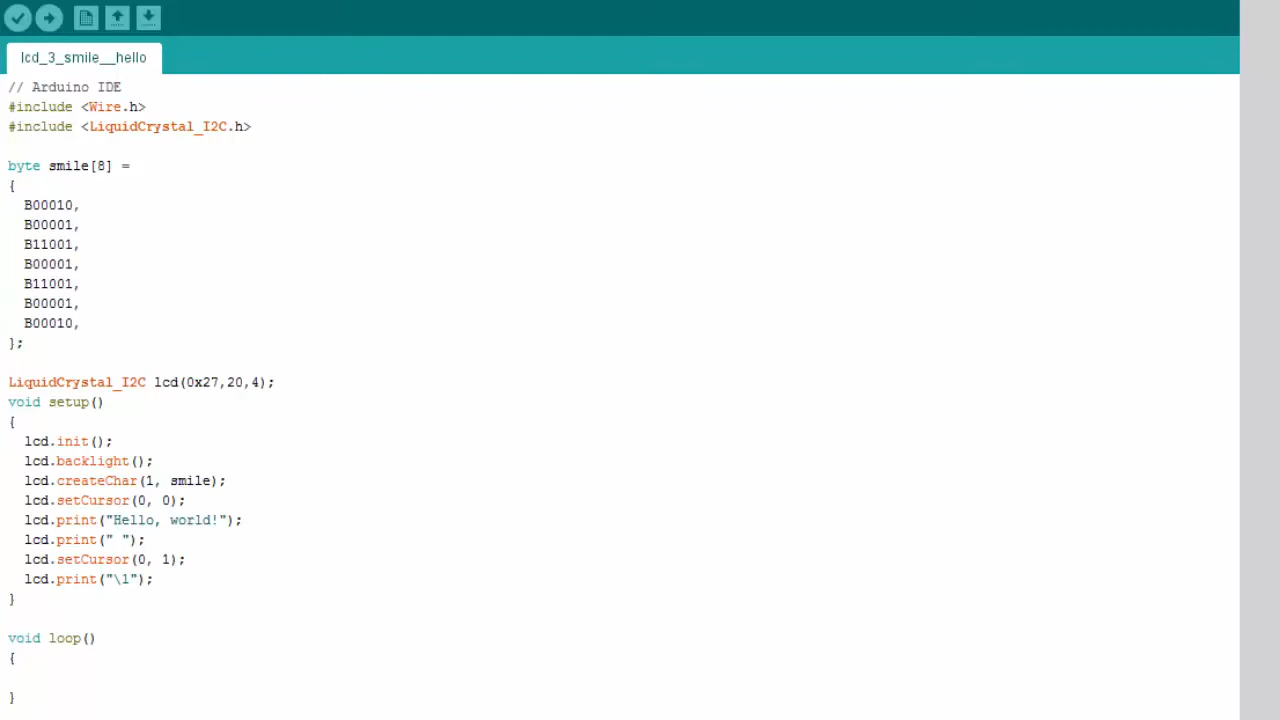 lcd_3_smile__hello
// Arduino IDE
#include <Wire.h>
#include <LiquidCrystal_I2C.h>
byte smile[8] =
{
B00010,
B00001,
B11001,
B00001,
B11001,
B00001,
B00010,
};
LiquidCrystal_I2C lcd(0x27,20,4);
void setup()
{
lcd.init();
lcd.backlight();
lcd.createChar(1, smile);
lcd.setCursor(0, 0);
lcd.print("Hello, world!");
lcd.print(" ");
lcd.setCursor(0, 1);
lcd.print("\1");
}
void loop()
{
}